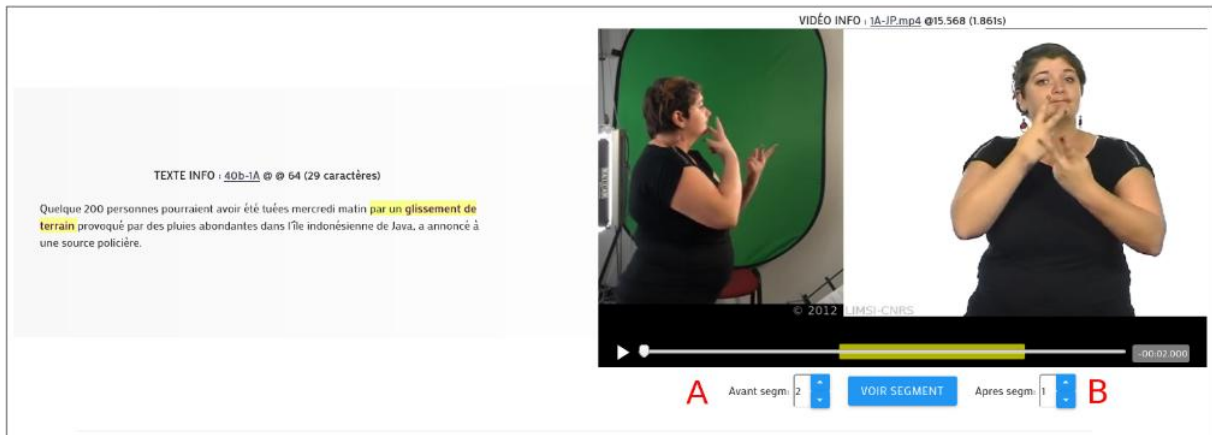 VIDÉO INFO : 1A-JP.mp4 @15.568 (1.861s)
TEXTE INFO : 40b-1A @ @ 64 (29 caractères)
Quelque 200 personnes pourraient avoir été tuées mercredi matin par un glissement de
terrain provoqué par des pluies abondantes dans l'île indonésienne de Java, a annoncé à
une source policière.
© 2012 LIMSI-CNRS
-00:02.000
A Avant segm: 2 VOIR SEGMENT Apres segm: 1 B